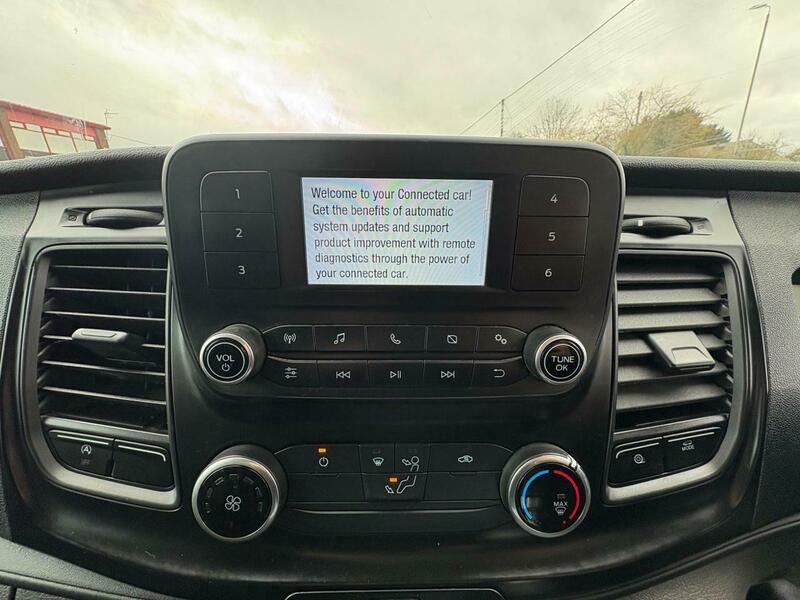 Welcome to your Connected car!
Get the benefits of automatic
system updates and support
product improvement with remote
diagnostics through the power of
your connected car.
1
2
3
4
5
6
VOL
TUNE
OK
A
OFF
MODE
MAX